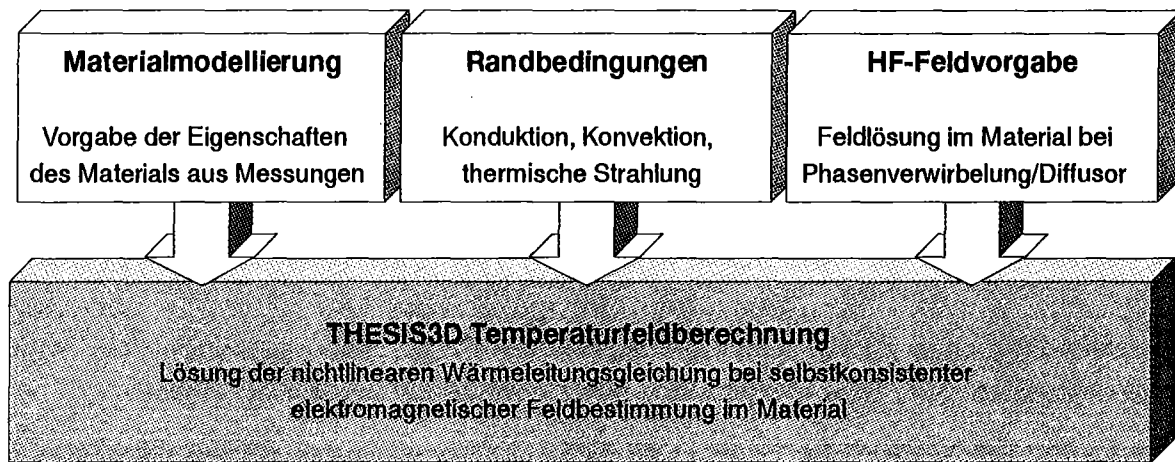 Materialmodellierung
Vorgabe der Eigenschaften
des Materials aus Messungen
Randbedingungen
Konduktion, Konvektion,
thermische Strahlung
HF-Feldvorgabe
Feldlösung im Material bei
Phasenverwirbelung/Diffusor
THESIS3D Temperaturfeldberechnung
Lösung der nichtlinearen Wärmeleitungsgleichung bei selbstkonsistenter
elektromagnetischer Feldbestimmung im Material